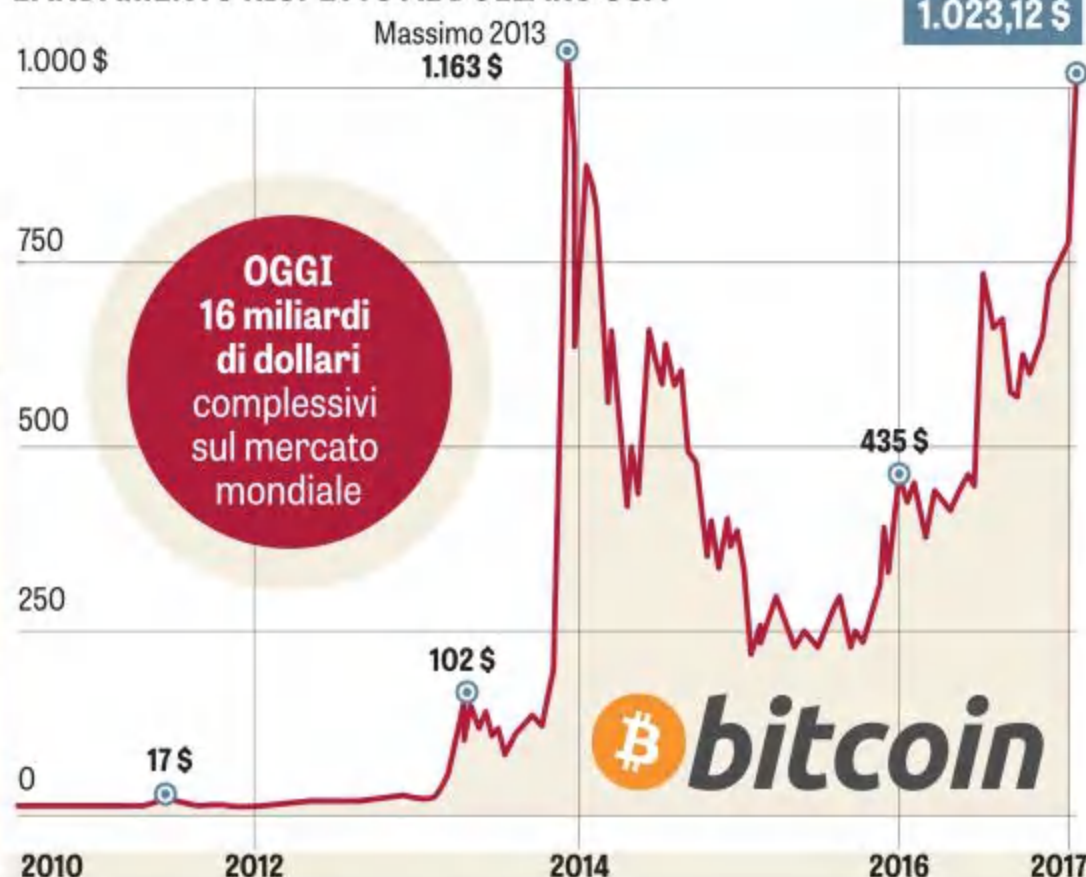 1.023,12 $
Massimo 2013
1.163 $
1.000 $
750
500
250
0
OGGI
16 miliardi
di dollari
complessivi
sul mercato
mondiale
435 $
102 $
17 $
bitcoin
2010
2012
2014
2016
2017